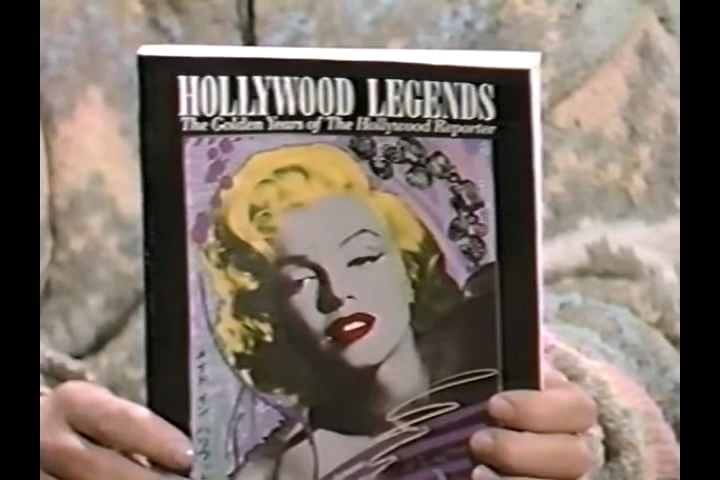 HOLLYWOOD LEGENDS
The Golden Years of The Hollywood Reporter